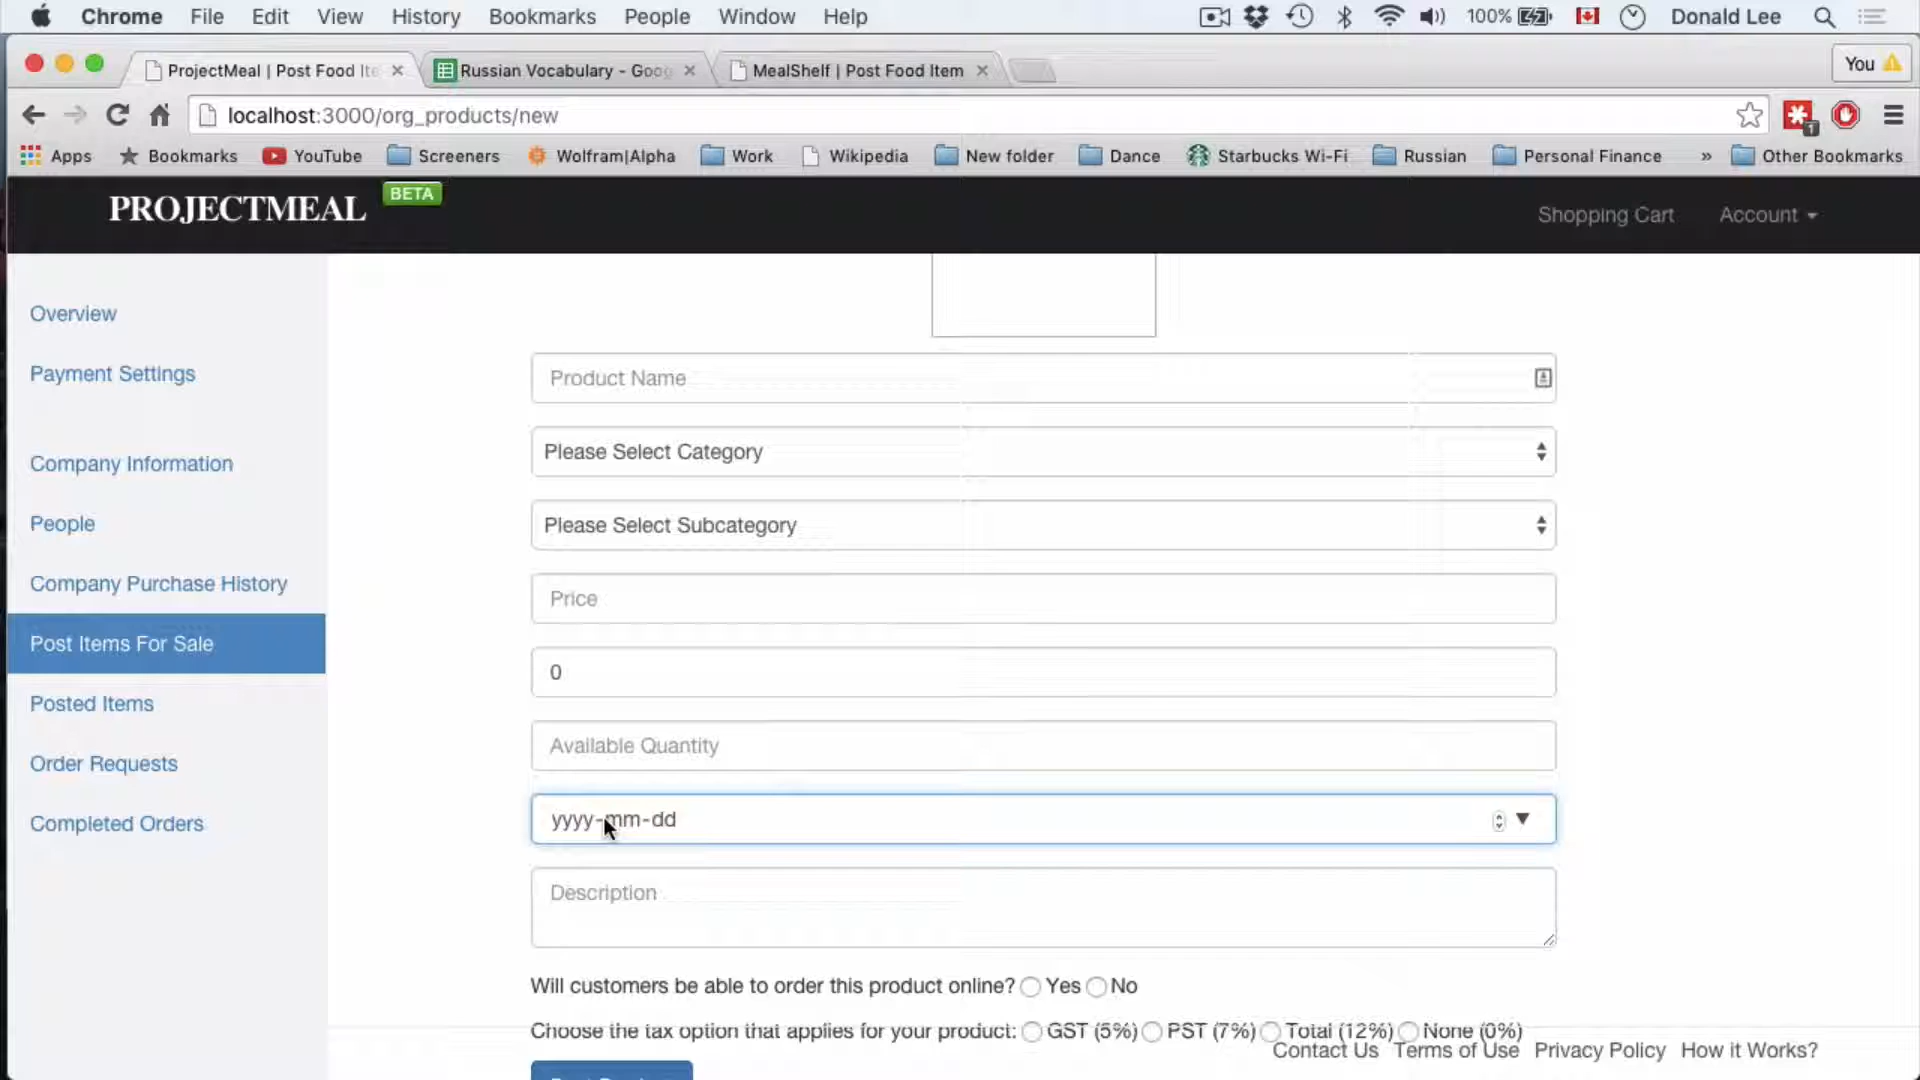 Chrome File Edit View History Bookmarks People Window Help 100% Donald Lee
ProjectMeal | Post Food Ite Russian Vocabulary - Goog MealShelf | Post Food Item You
localhost:3000/org_products/new 1
Apps Bookmarks YouTube Screeners Wolfram|Alpha Work Wikipedia New folder Dance Starbucks Wi-Fi Russian Personal Finance » Other Bookmarks
PROJECTMEAL BETA Shopping Cart Account
Overview
Payment Settings
Company Information
People
Company Purchase History
Post Items For Sale
Posted Items
Order Requests
Completed Orders
Product Name
Please Select Category
Please Select Subcategory
Price
0
Available Quantity
yyyy-mm-dd
Description
Will customers be able to order this product online? Yes No
Choose the tax option that applies for your product: GST (5%) PST (7%) Total (12%) None (0%)
Contact Us Terms of Use Privacy Policy How it Works?